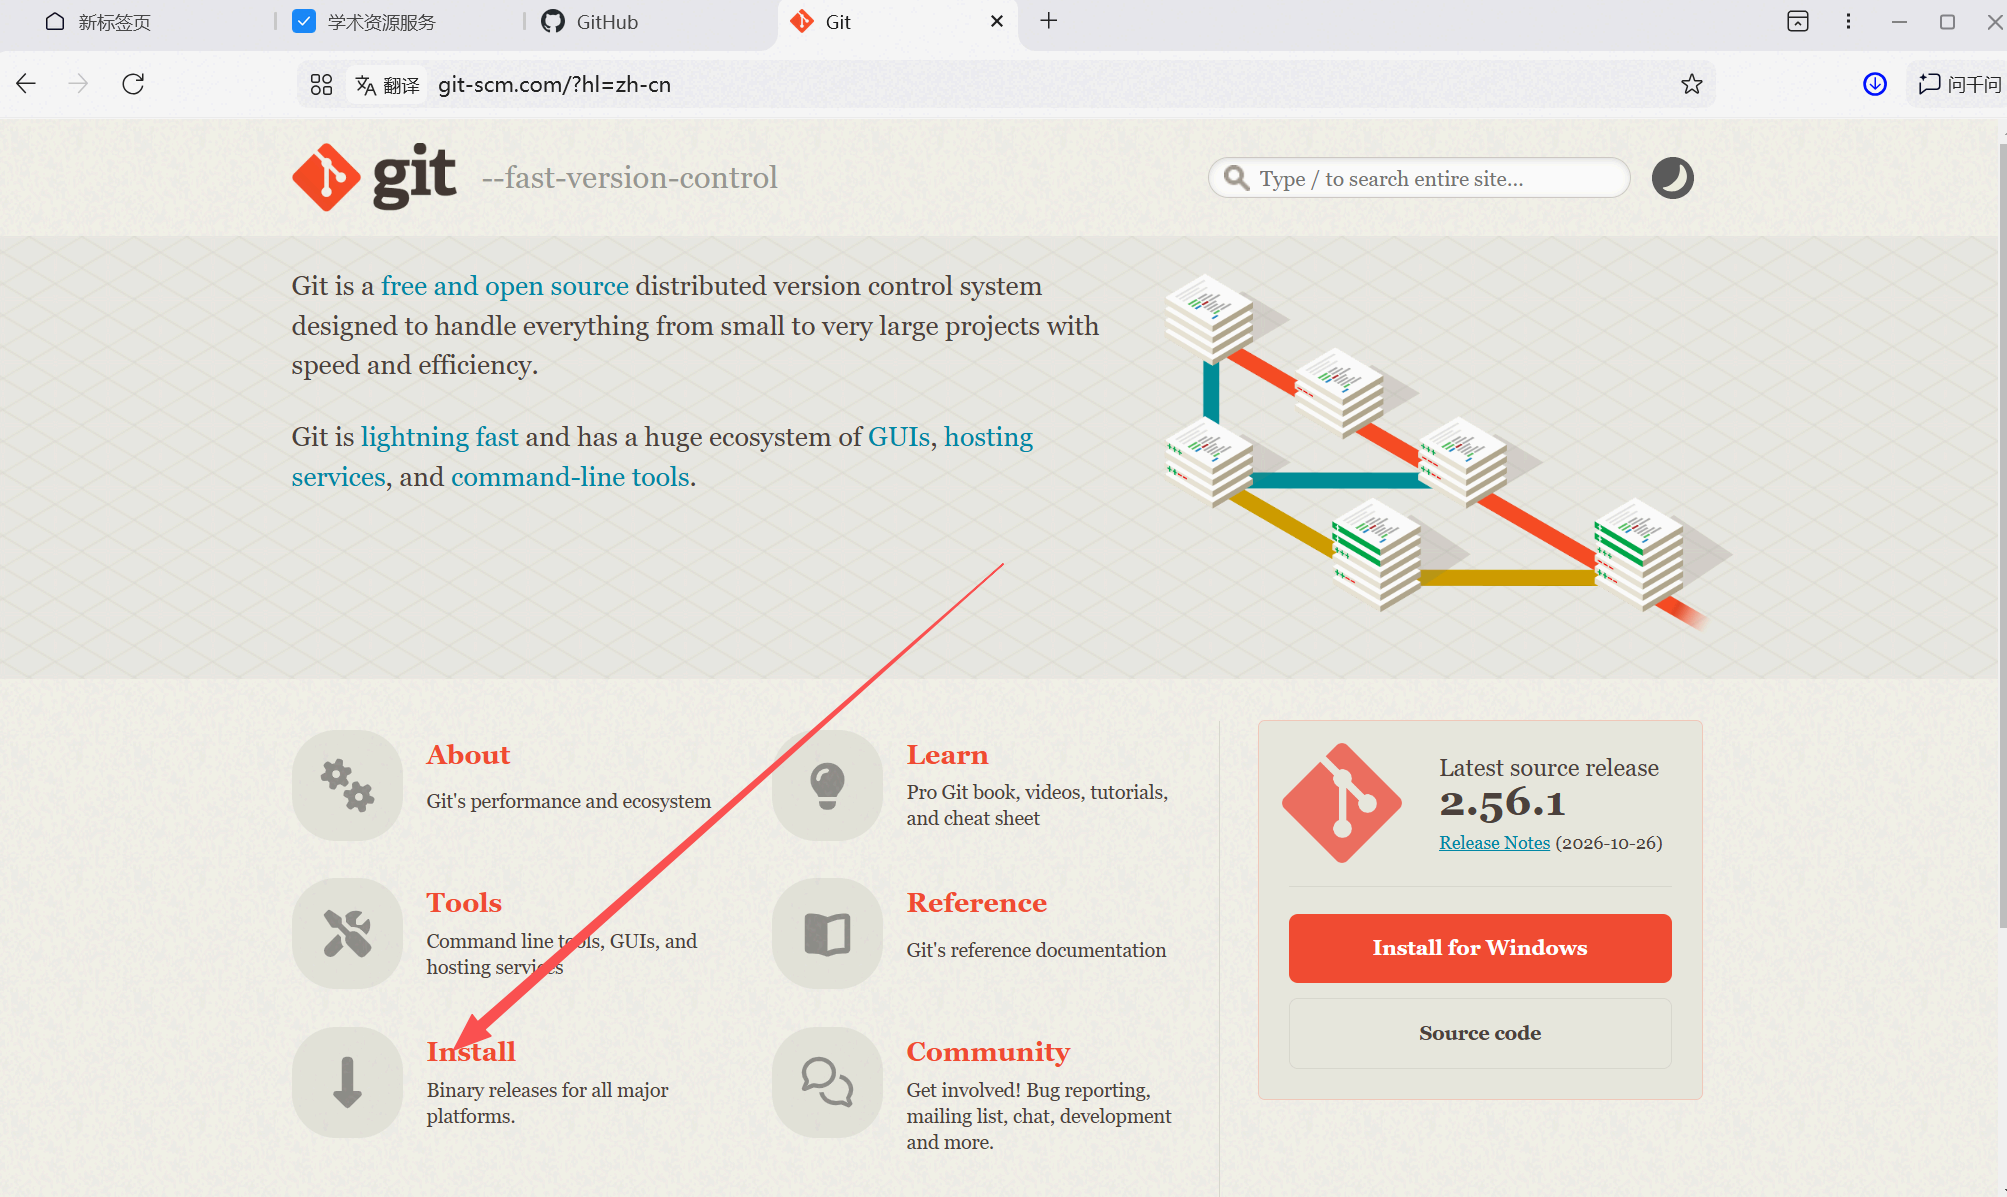 新标签页
学术资源服务
GitHub
Git
翻译
git-scm.com/?hl=zh-cn
问千问
git --fast-version-control
Type / to search entire site...
Git is a free and open source distributed version control system
designed to handle everything from small to very large projects with
speed and efficiency.
Git is lightning fast and has a huge ecosystem of GUIs, hosting
services, and command-line tools.
About
Git's performance and ecosystem
Learn
Pro Git book, videos, tutorials,
and cheat sheet
Tools
Command line tools, GUIs, and
hosting services
Reference
Git's reference documentation
Install
Binary releases for all major
platforms.
Community
Get involved! Bug reporting,
mailing list, chat, development
and more.
Latest source release
2.56.1
Release Notes (2026-10-26)
Install for Windows
Source code